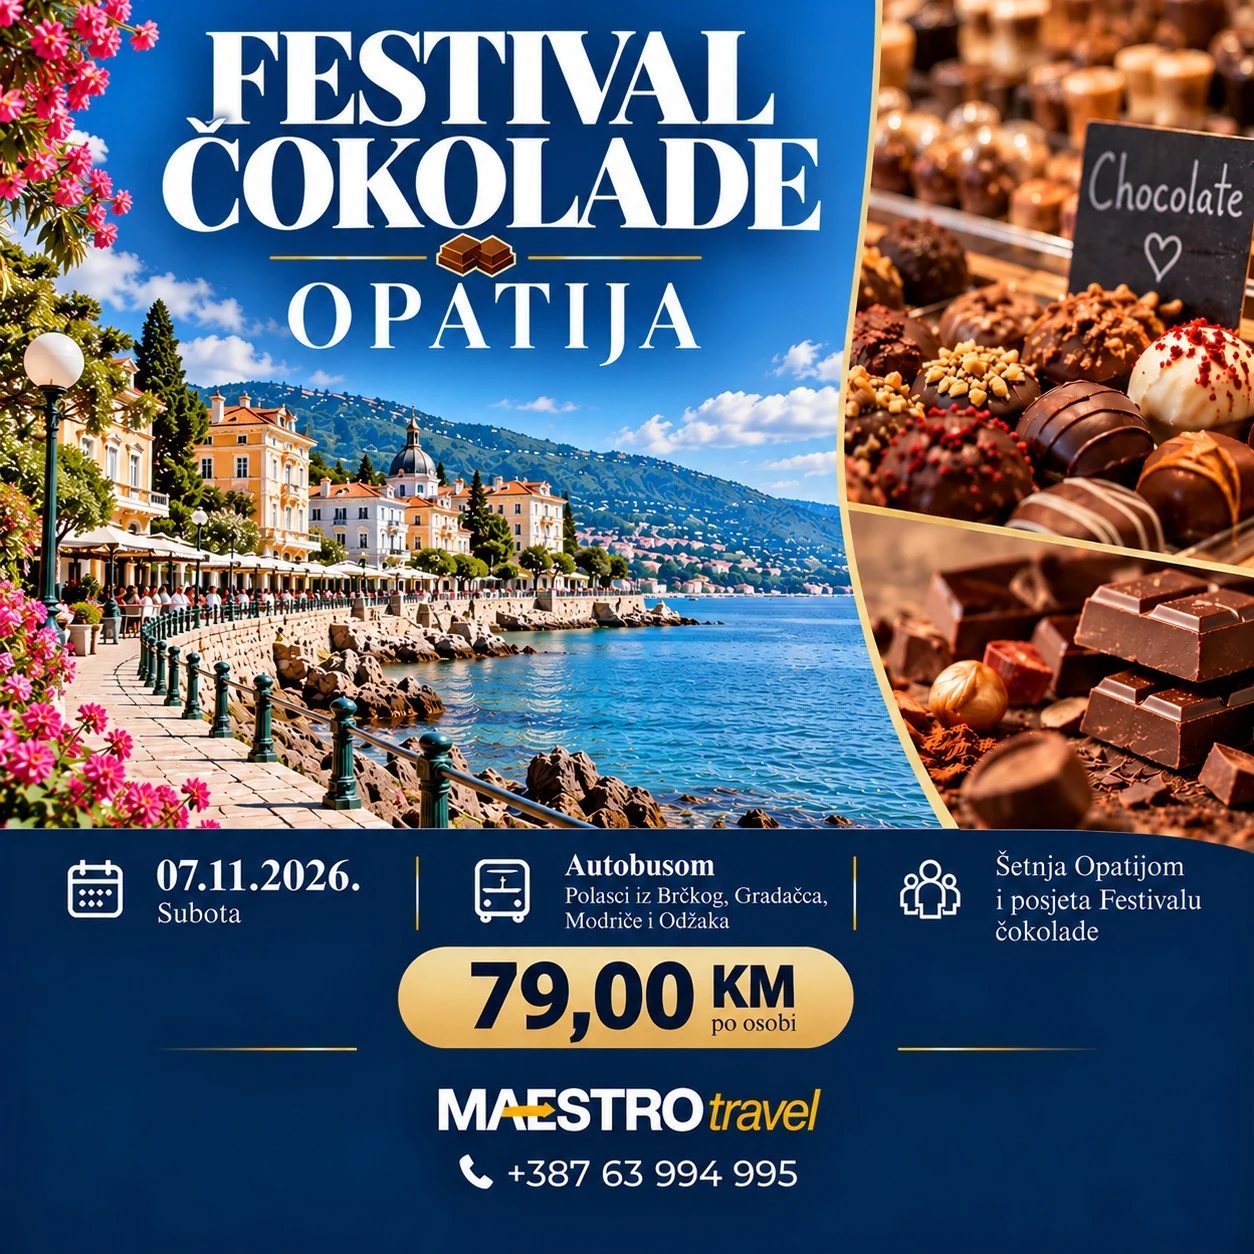 FESTIVAL
ČOKOLADE
OPATIJA
Chocolate
07.11.2026.
Subota
Autobusom
Polasci iz Brčkog, Gradačca,
Modriče i Odžaka
Šetnja Opatijom
i posjeta Festivalu
čokolade
79,00 KM
po osobi
MAESTRO travel
+387 63 994 995